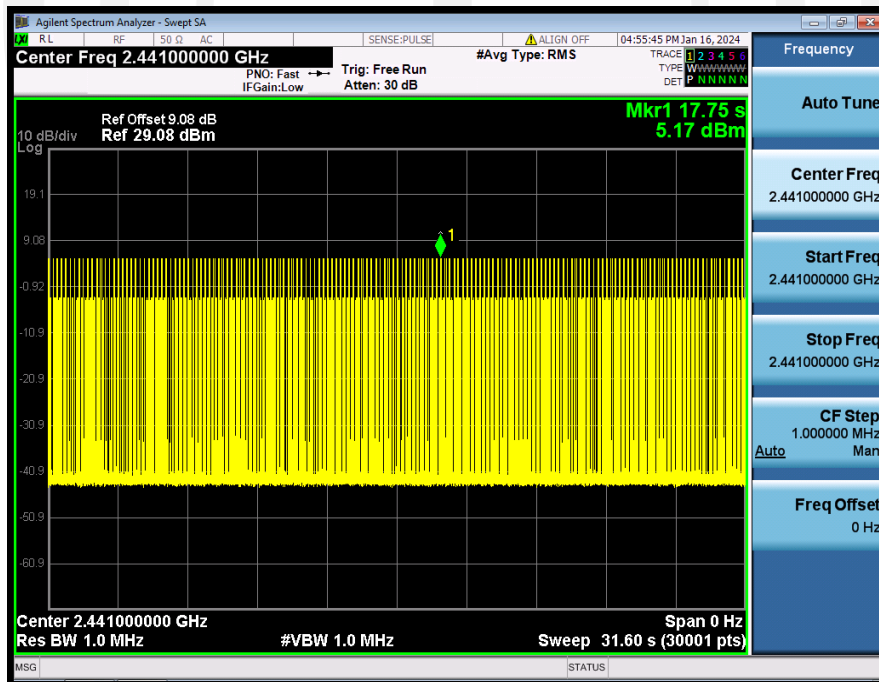 Agilent Spectrum Analyzer - Swept SA
LXI RL RF 50 Ω AC SENSE:PULSE ALIGN OFF 04:55:45 PM Jan 16, 2024
Center Freq 2.441000000 GHz
PNO: Fast
IFGain:Low
Trig: Free Run
Atten: 30 dB
#Avg Type: RMS
TRACE 1 2 3 4 5 6
TYPE WWWWWW
DET P N N N N N
Ref Offset 9.08 dB
Ref 29.08 dBm
10 dB/div
Log
Mkr1 17.75 s
5.17 dBm
19.1
9.08
-0.92
-10.9
-20.9
-30.9
-40.9
-50.9
-60.9
1
Center 2.441000000 GHz
Span 0 Hz
Res BW 1.0 MHz
#VBW 1.0 MHz
Sweep 31.60 s (30001 pts)
MSG
STATUS
Frequency
Auto Tune
Center Freq
2.441000000 GHz
Start Freq
2.441000000 GHz
Stop Freq
2.441000000 GHz
CF Step
1.000000 MHz
Auto Man
Freq Offset
0 Hz